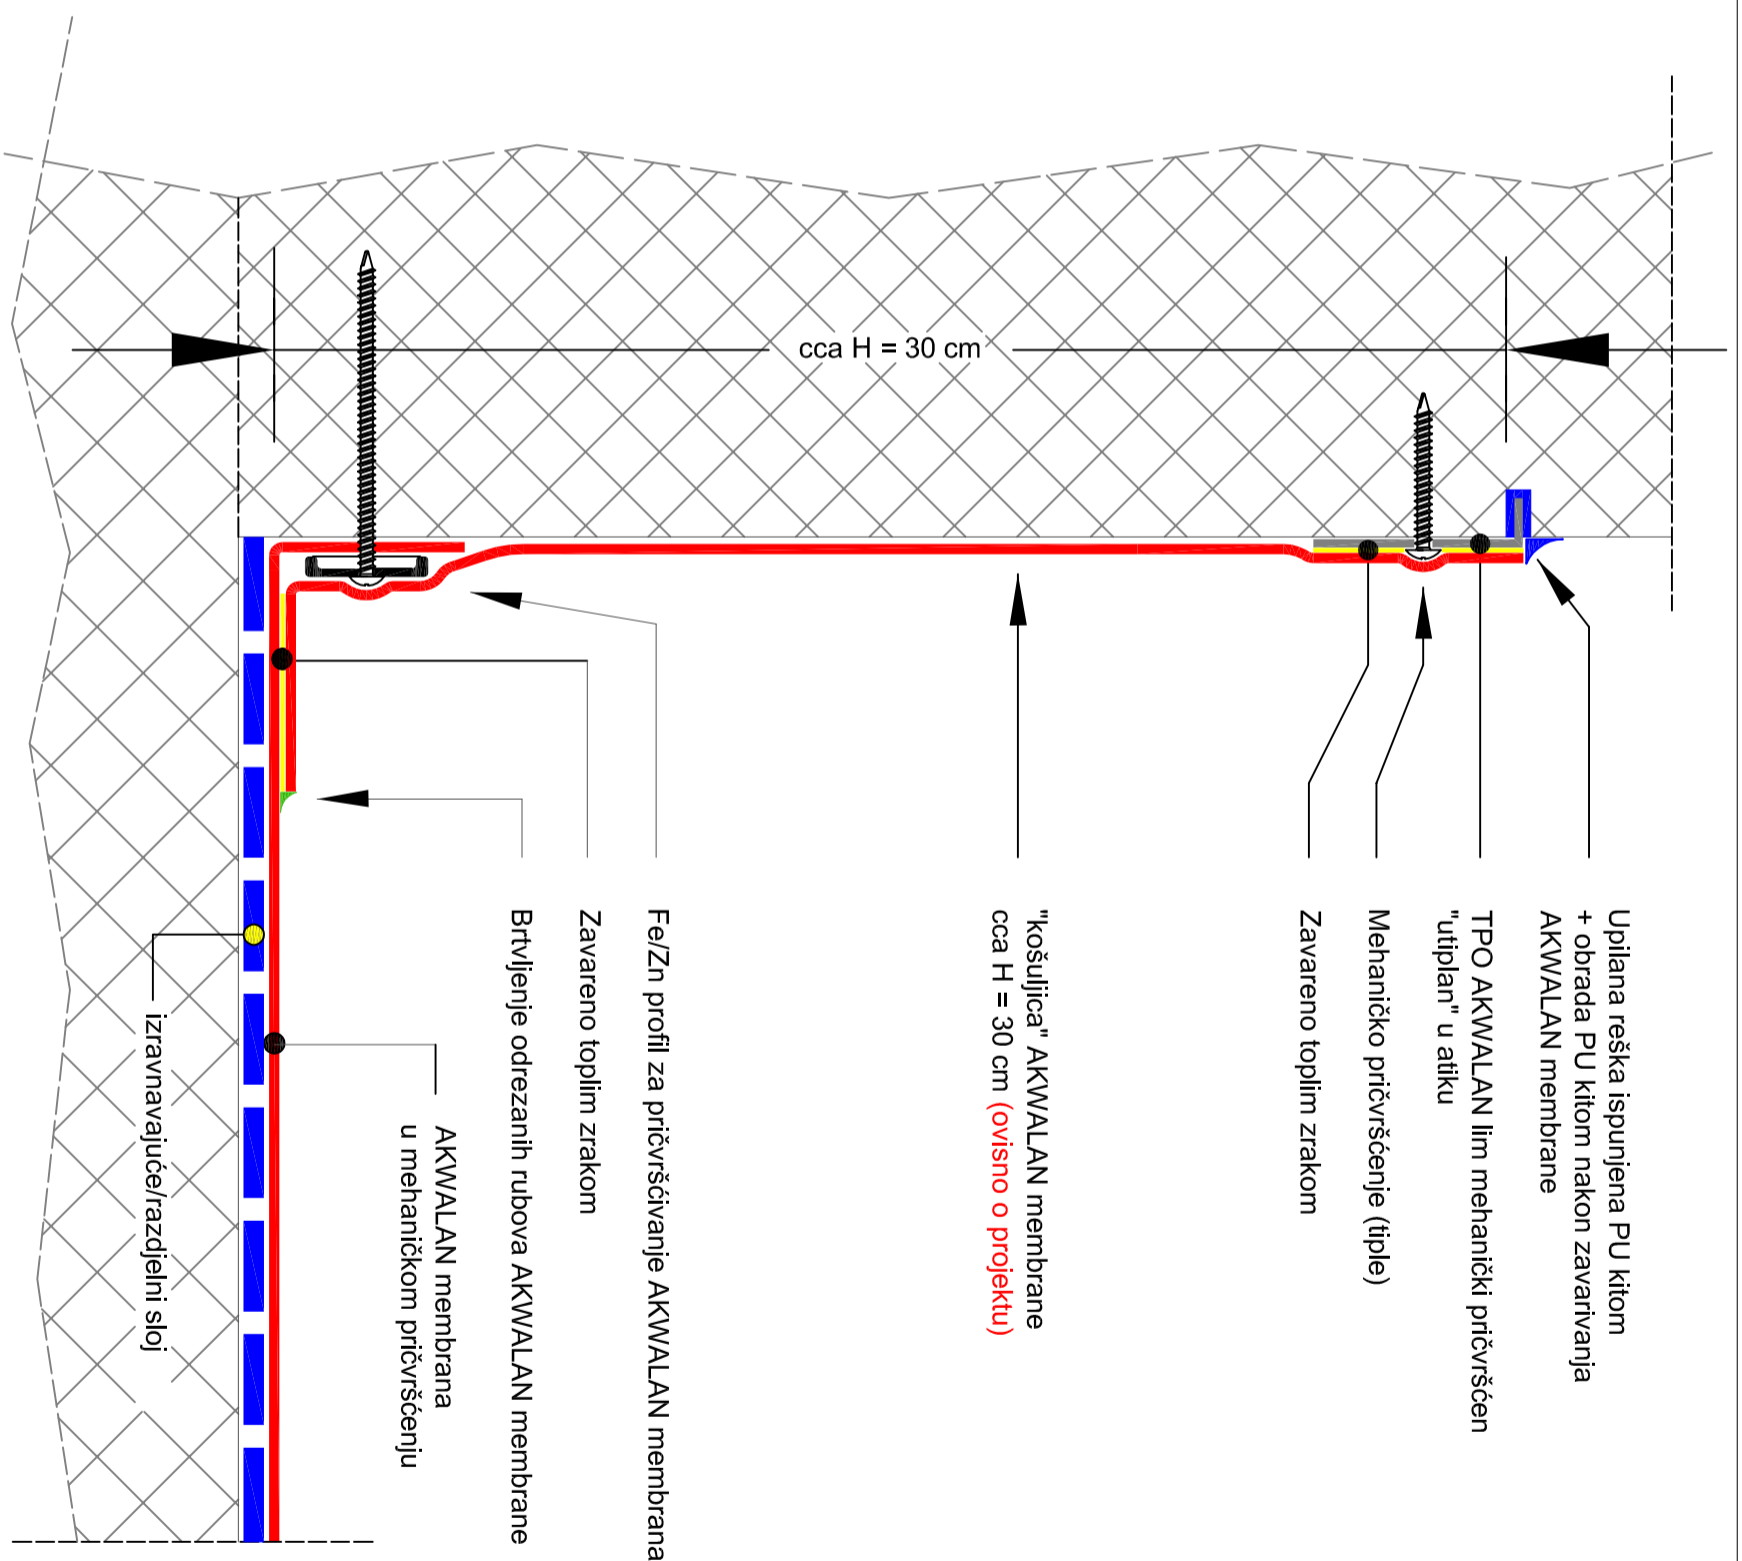 cca H = 30 cm
Upilana reška ispunjena PU kitom
+ obrada PU kitom nakon zavarivanja
AKWALAN membrane
TPO AKWALAN lim mehanički pričvršćen
"utiplan" u atiku
Mehaničko pričvršćenje (tiple)
Zavareno toplim zrakom
"košuljica" AKWALAN membrane
cca H = 30 cm (ovisno o projektu)
Fe/Zn profil za pričvršćivanje AKWALAN membrana
Zavareno toplim zrakom
Brtvljenje odrezanih rubova AKWALAN membrane
AKWALAN membrana
u mehaničkom pričvršćenju
izravnavajuće/razdjelni sloj